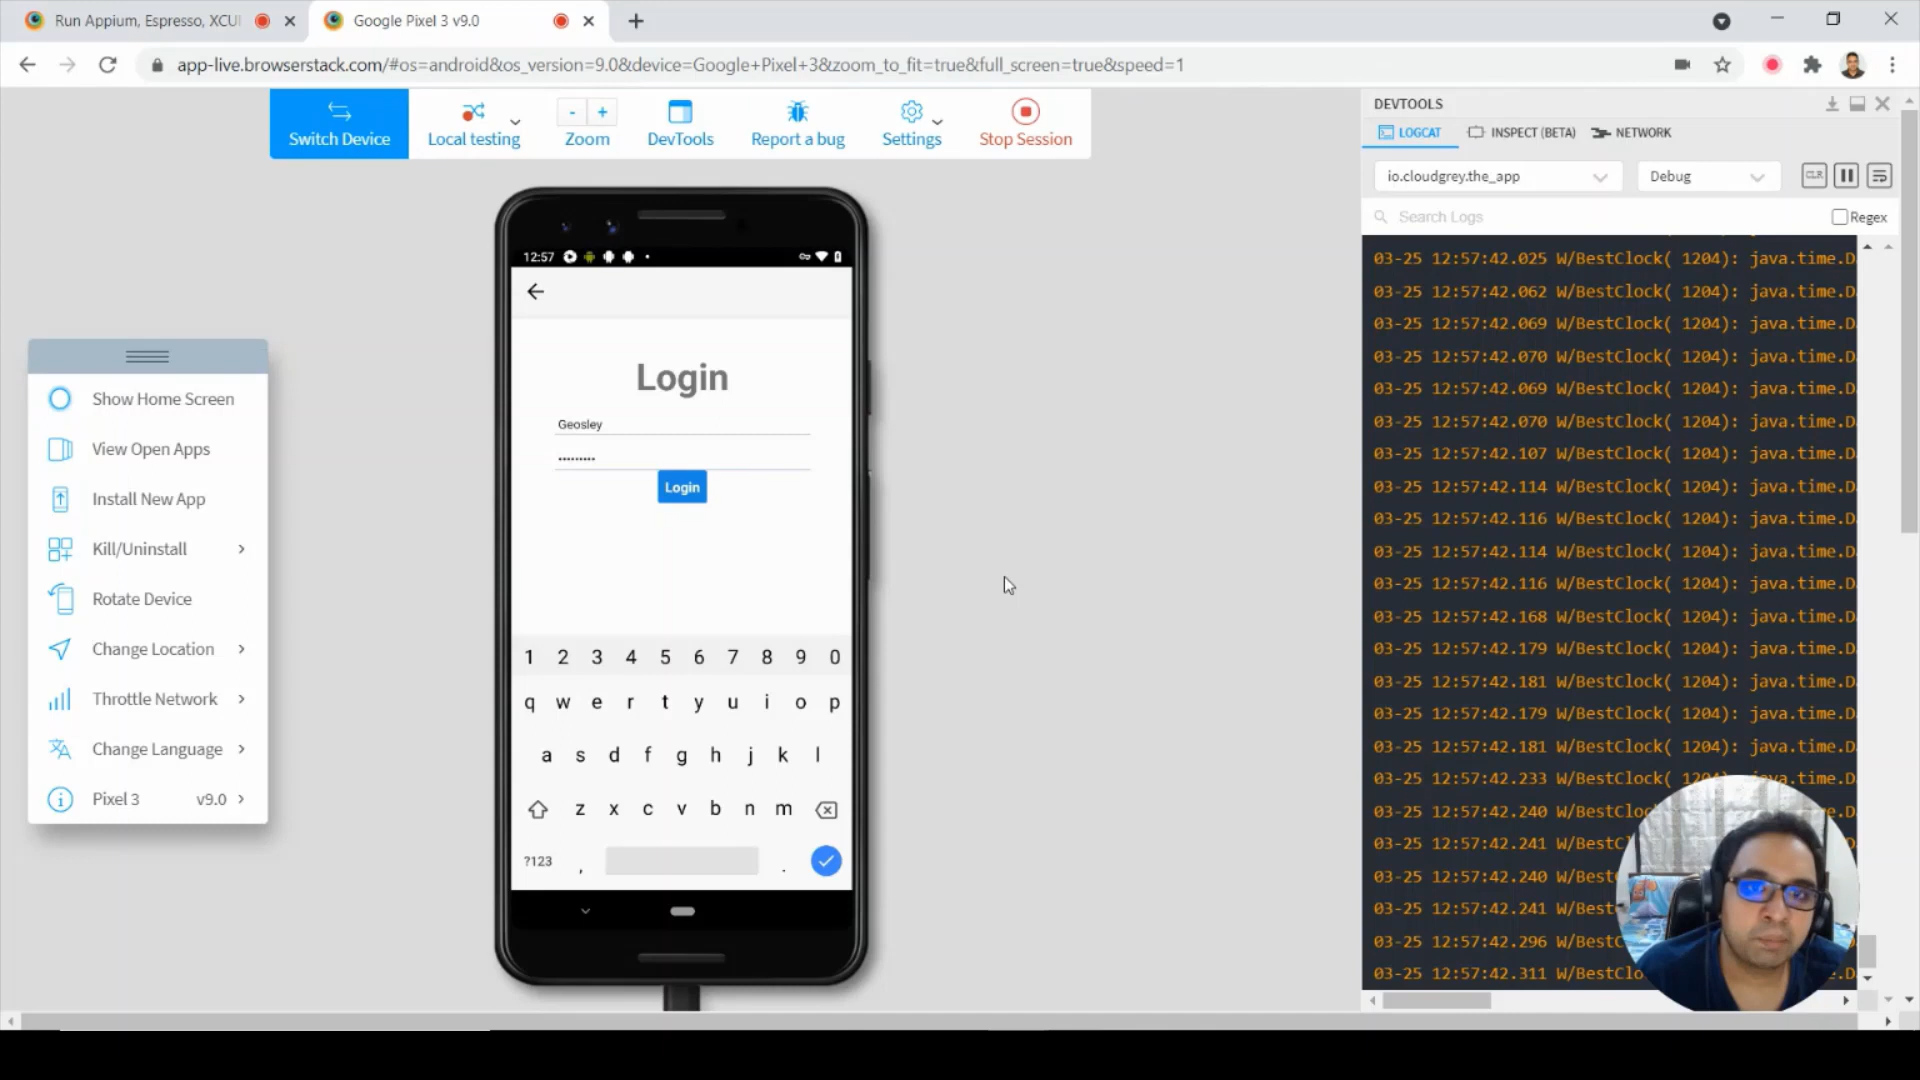 Run Appium, Espresso, XCUI
Google Pixel 3 v9.0
app-live.browserstack.com/#os=android&os_version=9.0&device=Google+Pixel+3&zoom_to_fit=true&full_screen=true&speed=1
Switch Device
Local testing
- +
Zoom
DevTools
Report a bug
Settings
Stop Session
DEVTOOLS
LOGCAT
INSPECT (BETA)
NETWORK
io.cloudgrey.the_app
Debug
CLR
Search Logs
Regex
03-25 12:57:42.025 W/BestClock( 1204): java.time.D
03-25 12:57:42.062 W/BestClock( 1204): java.time.D
03-25 12:57:42.069 W/BestClock( 1204): java.time.D
03-25 12:57:42.070 W/BestClock( 1204): java.time.D
03-25 12:57:42.069 W/BestClock( 1204): java.time.D
03-25 12:57:42.070 W/BestClock( 1204): java.time.D
03-25 12:57:42.107 W/BestClock( 1204): java.time.D
03-25 12:57:42.114 W/BestClock( 1204): java.time.D
03-25 12:57:42.116 W/BestClock( 1204): java.time.D
03-25 12:57:42.114 W/BestClock( 1204): java.time.D
03-25 12:57:42.116 W/BestClock( 1204): java.time.D
03-25 12:57:42.168 W/BestClock( 1204): java.time.D
03-25 12:57:42.179 W/BestClock( 1204): java.time.D
03-25 12:57:42.181 W/BestClock( 1204): java.time.D
03-25 12:57:42.179 W/BestClock( 1204): java.time.D
03-25 12:57:42.181 W/BestClock( 1204): java.time.D
03-25 12:57:42.233 W/BestClock( 1204): java.time.D
03-25 12:57:42.240 W/BestClo
03-25 12:57:42.241 W/BestCl
03-25 12:57:42.240 W/Best
03-25 12:57:42.241 W/Best
03-25 12:57:42.296 W/BestC
03-25 12:57:42.311 W/BestClo
Show Home Screen
View Open Apps
Install New App
Kill/Uninstall
Rotate Device
Change Location
Throttle Network
Change Language
Pixel 3 v9.0
12:57
Login
Geosley
•••••••••
Login
1 2 3 4 5 6 7 8 9 0
q w e r t y u i o p
a s d f g h j k l
z x c v b n m
?123 , .